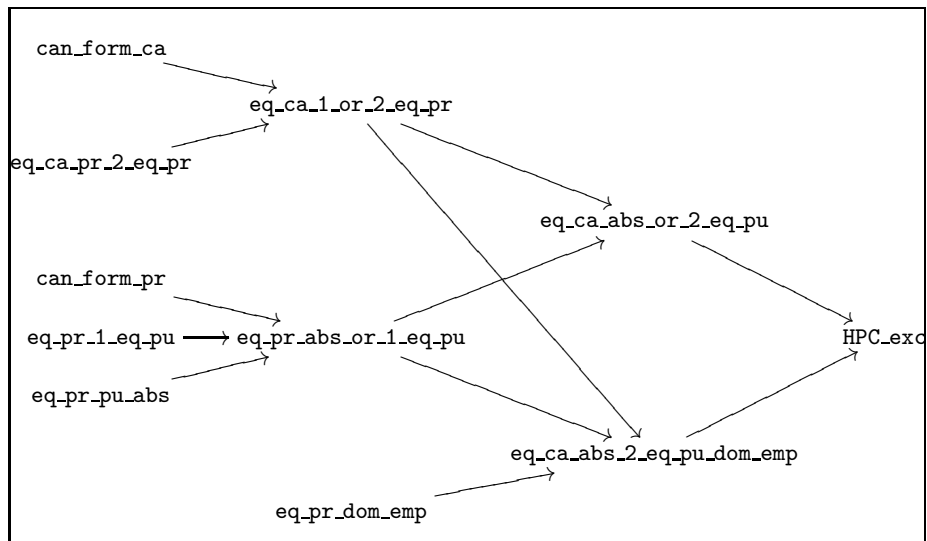 can_form_ca
eq_ca_1_or_2_eq_pr
eq_ca_pr_2_eq_pr
eq_ca_abs_or_2_eq_pu
can_form_pr
eq_pr_1_eq_pu
eq_pr_abs_or_1_eq_pu
HPC_exc
eq_pr_pu_abs
eq_ca_abs_2_eq_pu_dom_emp
eq_pr_dom_emp